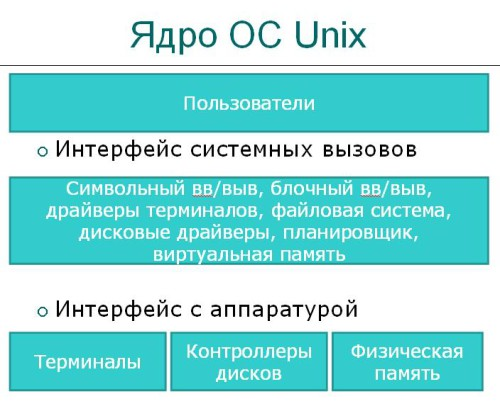 Ядро ОС Unix
Пользователи
Интерфейс системных вызовов
Символьный вв/выв, блочный вв/выв,
драйверы терминалов, файловая система,
дисковые драйверы, планировщик,
виртуальная память
Интерфейс с аппаратурой
Терминалы
Контроллеры
дисков
Физическая
память